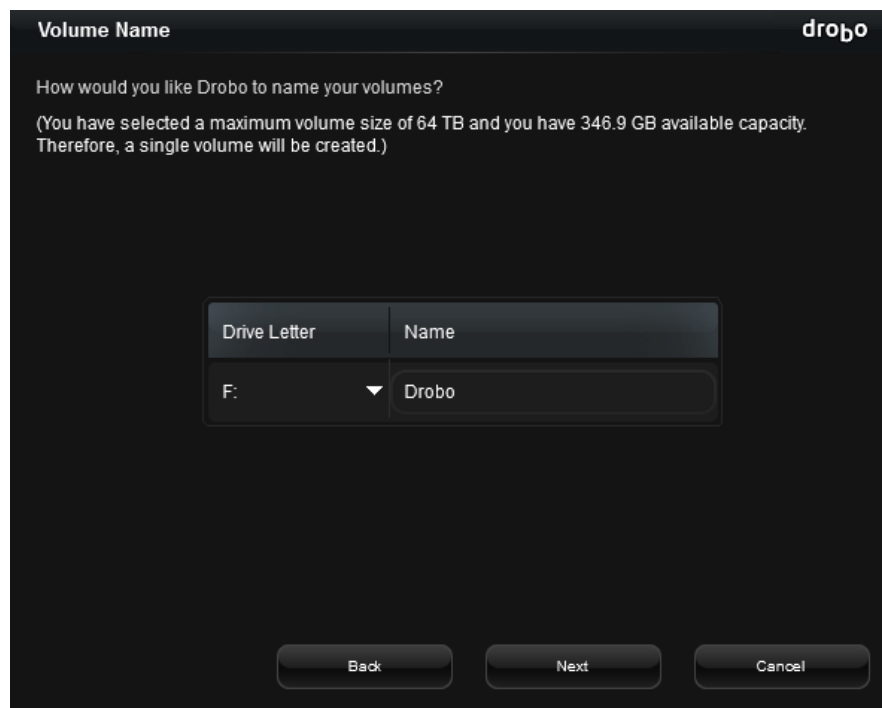 Volume Name
drobo
How would you like Drobo to name your volumes?
(You have selected a maximum volume size of 64 TB and you have 346.9 GB available capacity.
Therefore, a single volume will be created.)
Drive Letter Name
F: Drobo
Back Next Cancel